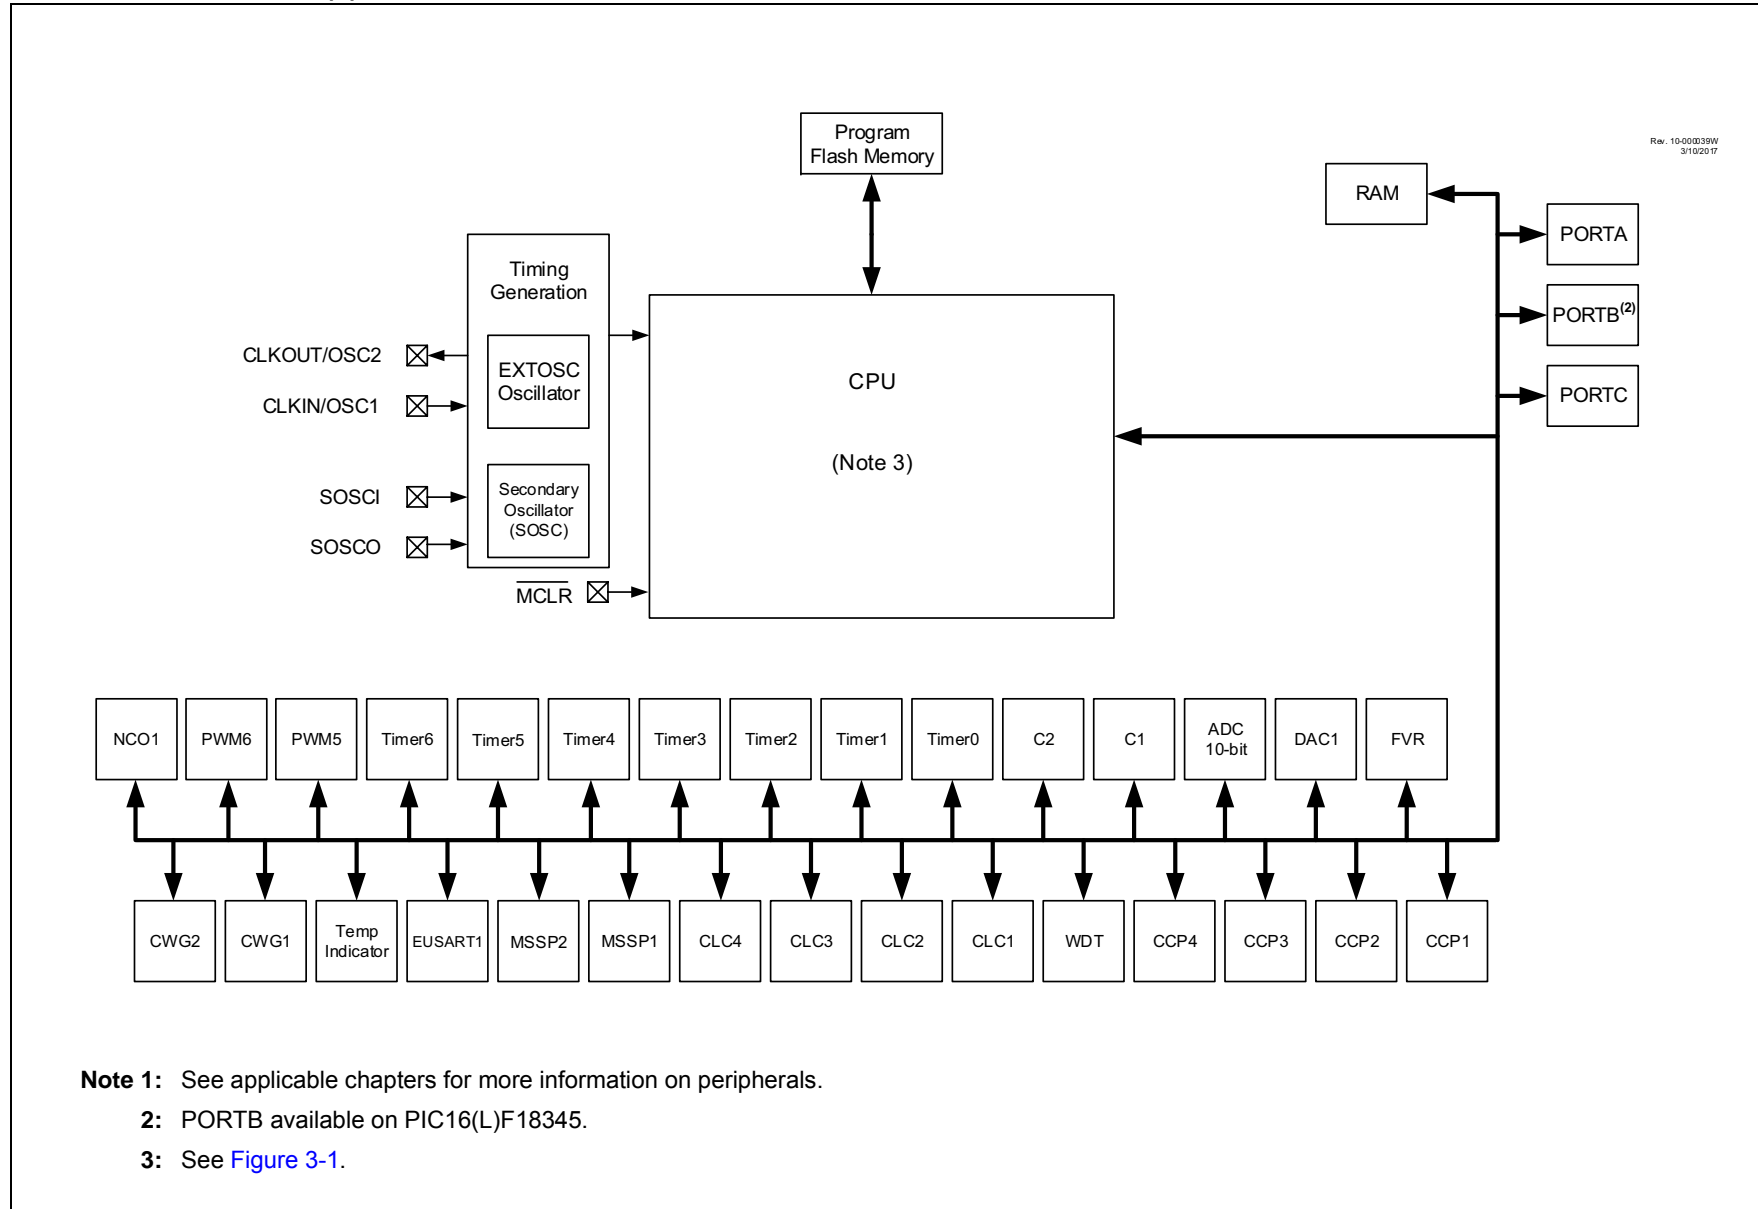 Program
Flash Memory
Rev. 10-000039W
3/10/2017
RAM
PORTA
Timing
Generation
PORTB(2)
CLKOUT/OSC2
EXTOSC
Oscillator
CPU
PORTC
CLKIN/OSC1
(Note 3)
SOSCI
Secondary
Oscillator
(SOSC)
SOSCO
MCLR
NCO1
PWM6
PWM5
Timer6
Timer5
Timer4
Timer3
Timer2
Timer1
Timer0
C2
C1
ADC
10-bit
DAC1
FVR
CWG2
CWG1
Temp
Indicator
EUSART1
MSSP2
MSSP1
CLC4
CLC3
CLC2
CLC1
WDT
CCP4
CCP3
CCP2
CCP1
Note 1: See applicable chapters for more information on peripherals.
2: PORTB available on PIC16(L)F18345.
3: See Figure 3-1.